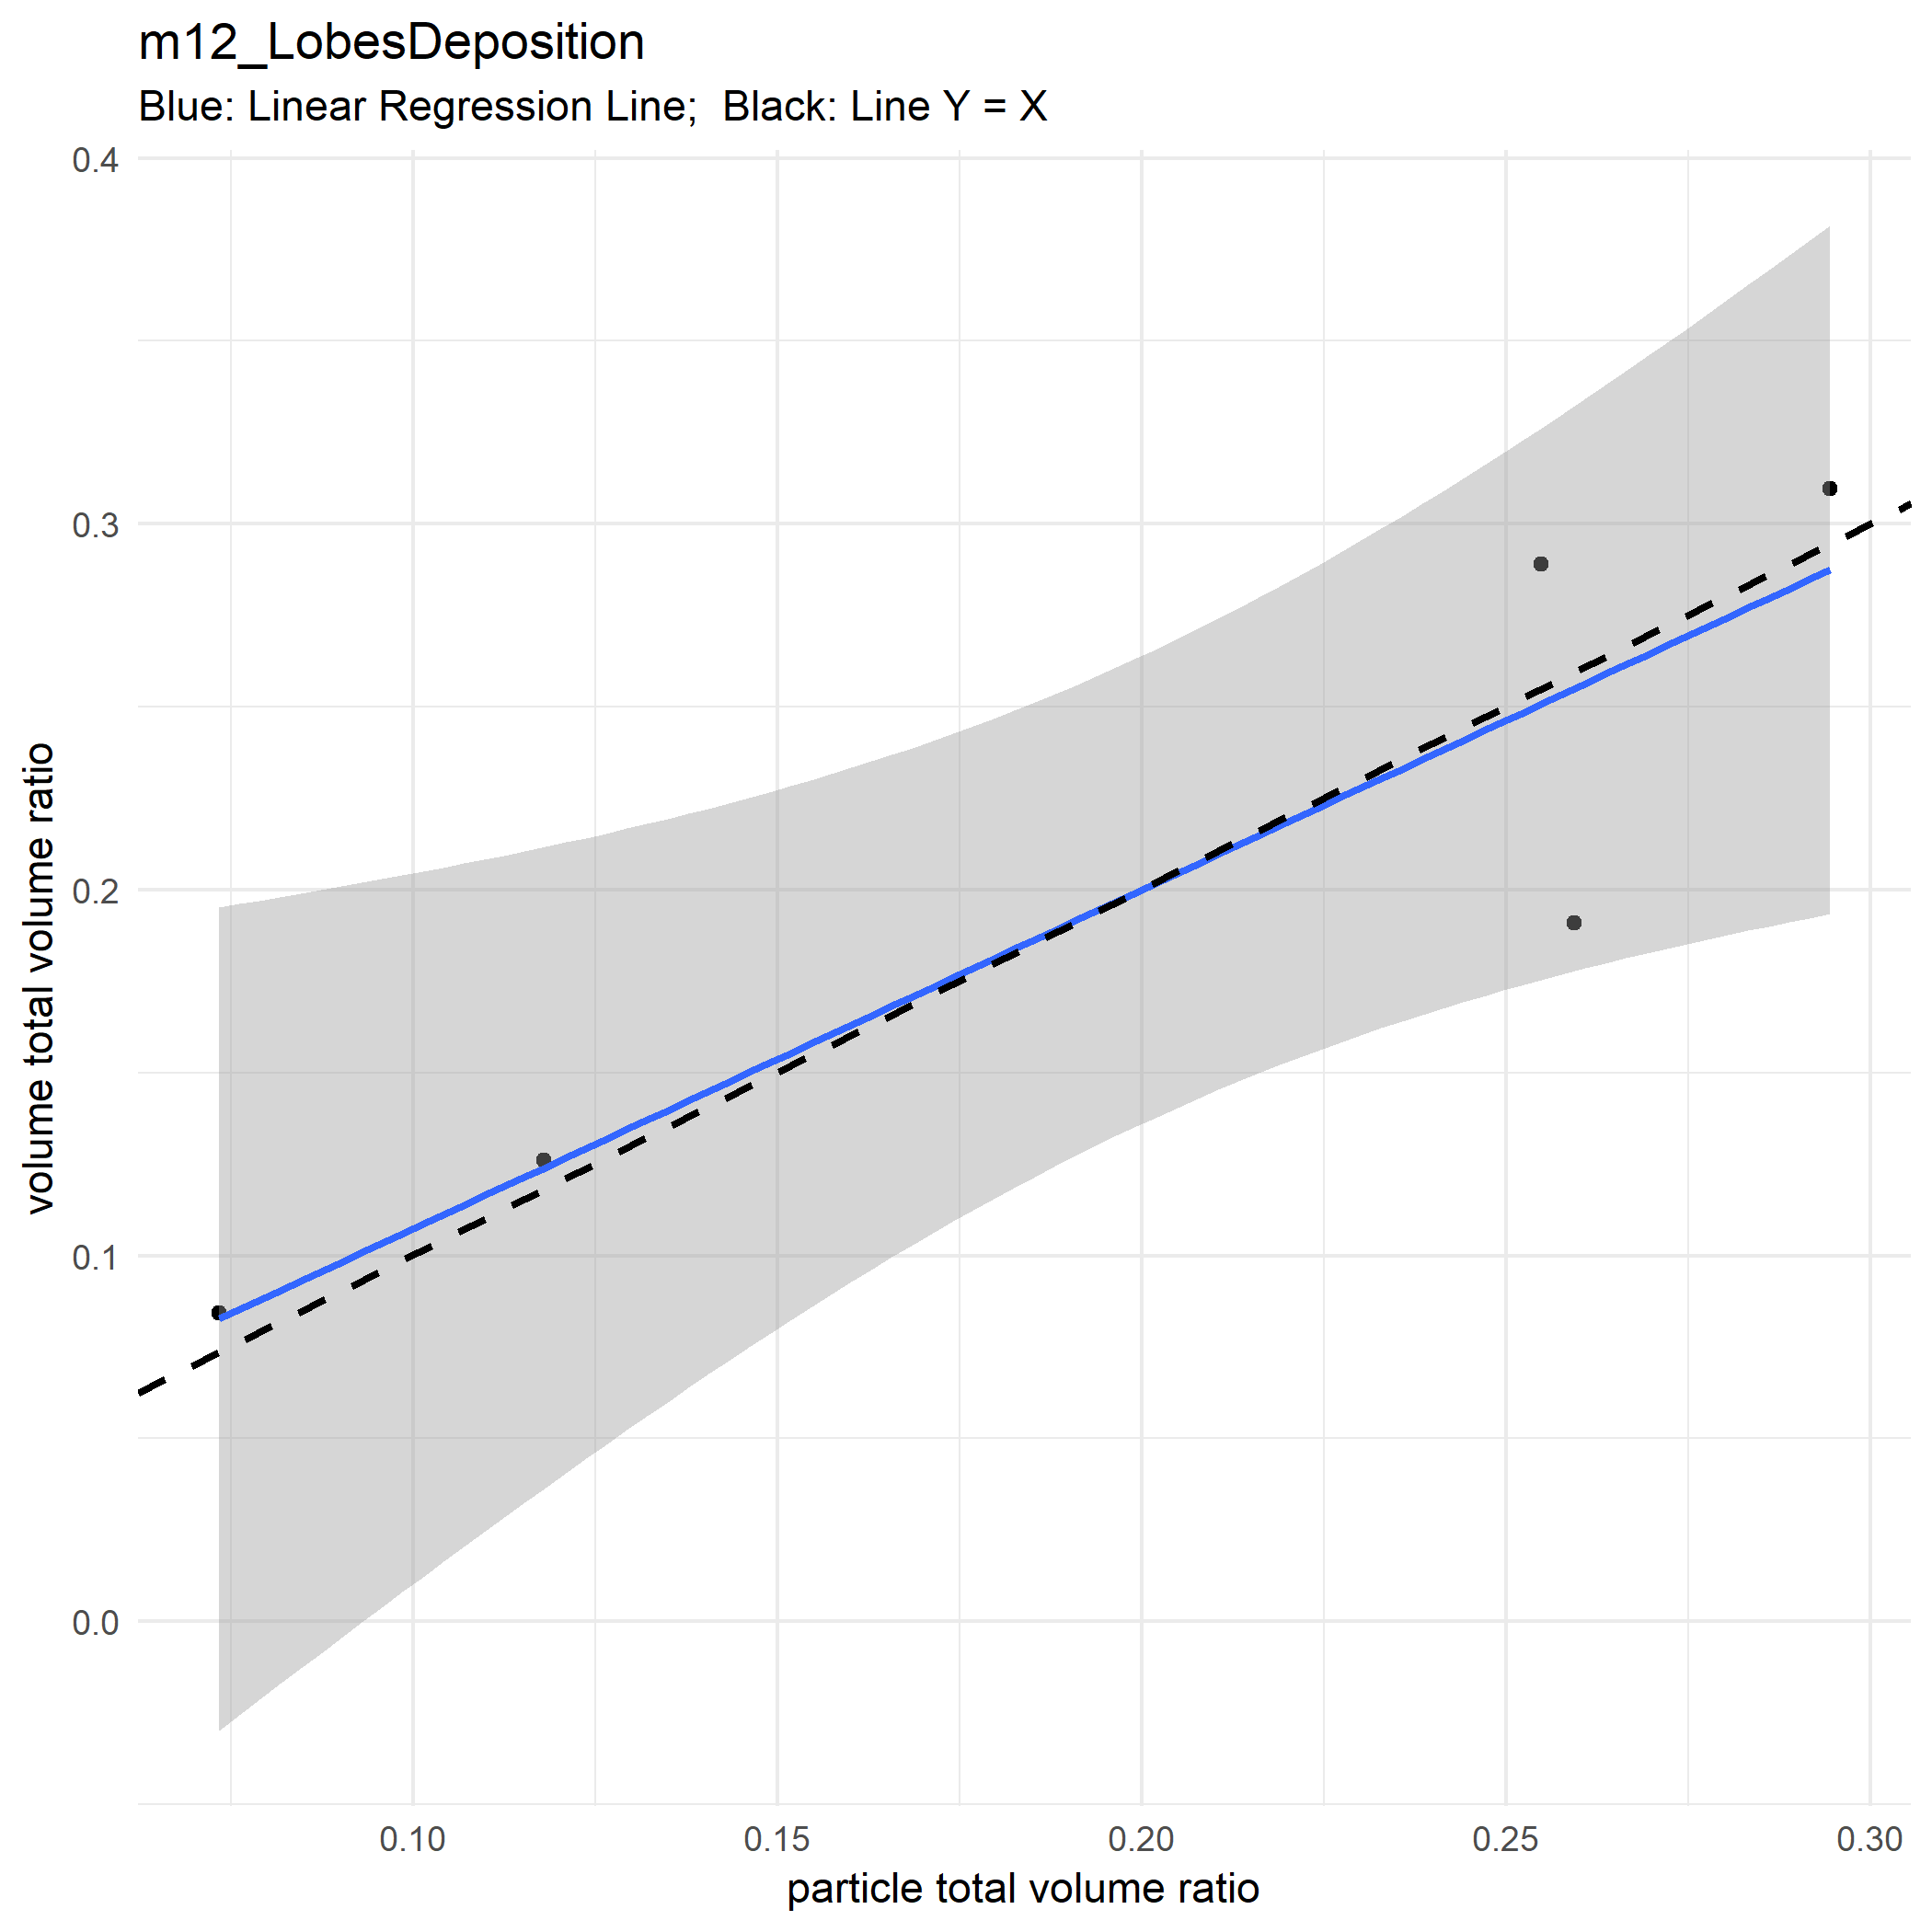 m12_LobesDeposition
Blue: Linear Regression Line;  Black: Line Y = X
0.4
0.3
0.2
0.1
0.0
volume total volume ratio
0.10
0.15
0.20
0.25
0.30
particle total volume ratio